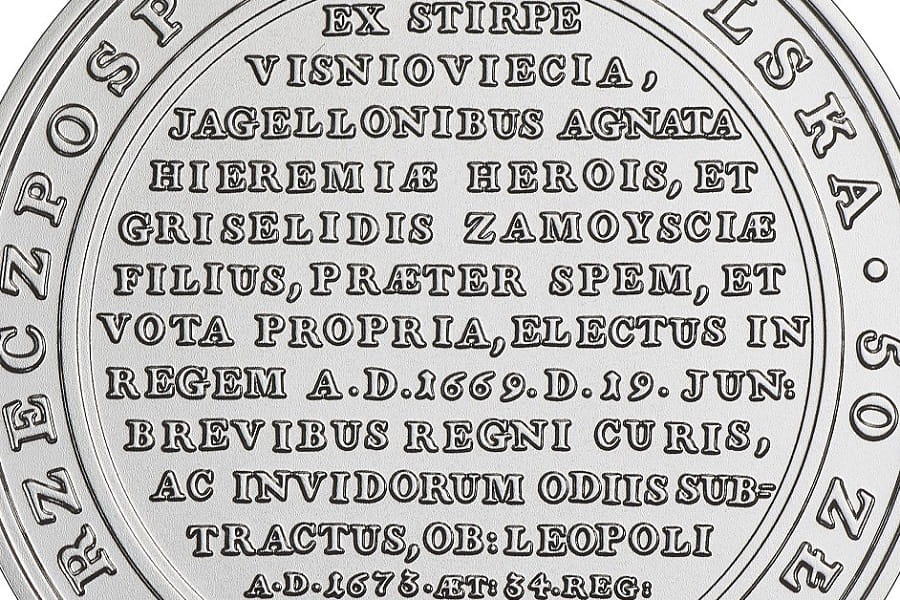 EX STIRPE
VISNIOVIECIA,
JAGELLONIBUS AGNATA
HIEREMIÆ HEROIS, ET
GRISELIDIS ZAMOYSCIÆ
FILIUS, PRÆTER SPEM, ET
VOTA PROPRIA, ELECTUS IN
REGEM A.D.1669.D.19.JUN:
BREVIBUS REGNI CURIS,
AC INVIDORUM ODIIS SUB=
TRACTUS, OB: LEOPOLI
A.D.1673.ÆT:34.REG:
RZECZPOSP
LSKA · 50 ZŁ